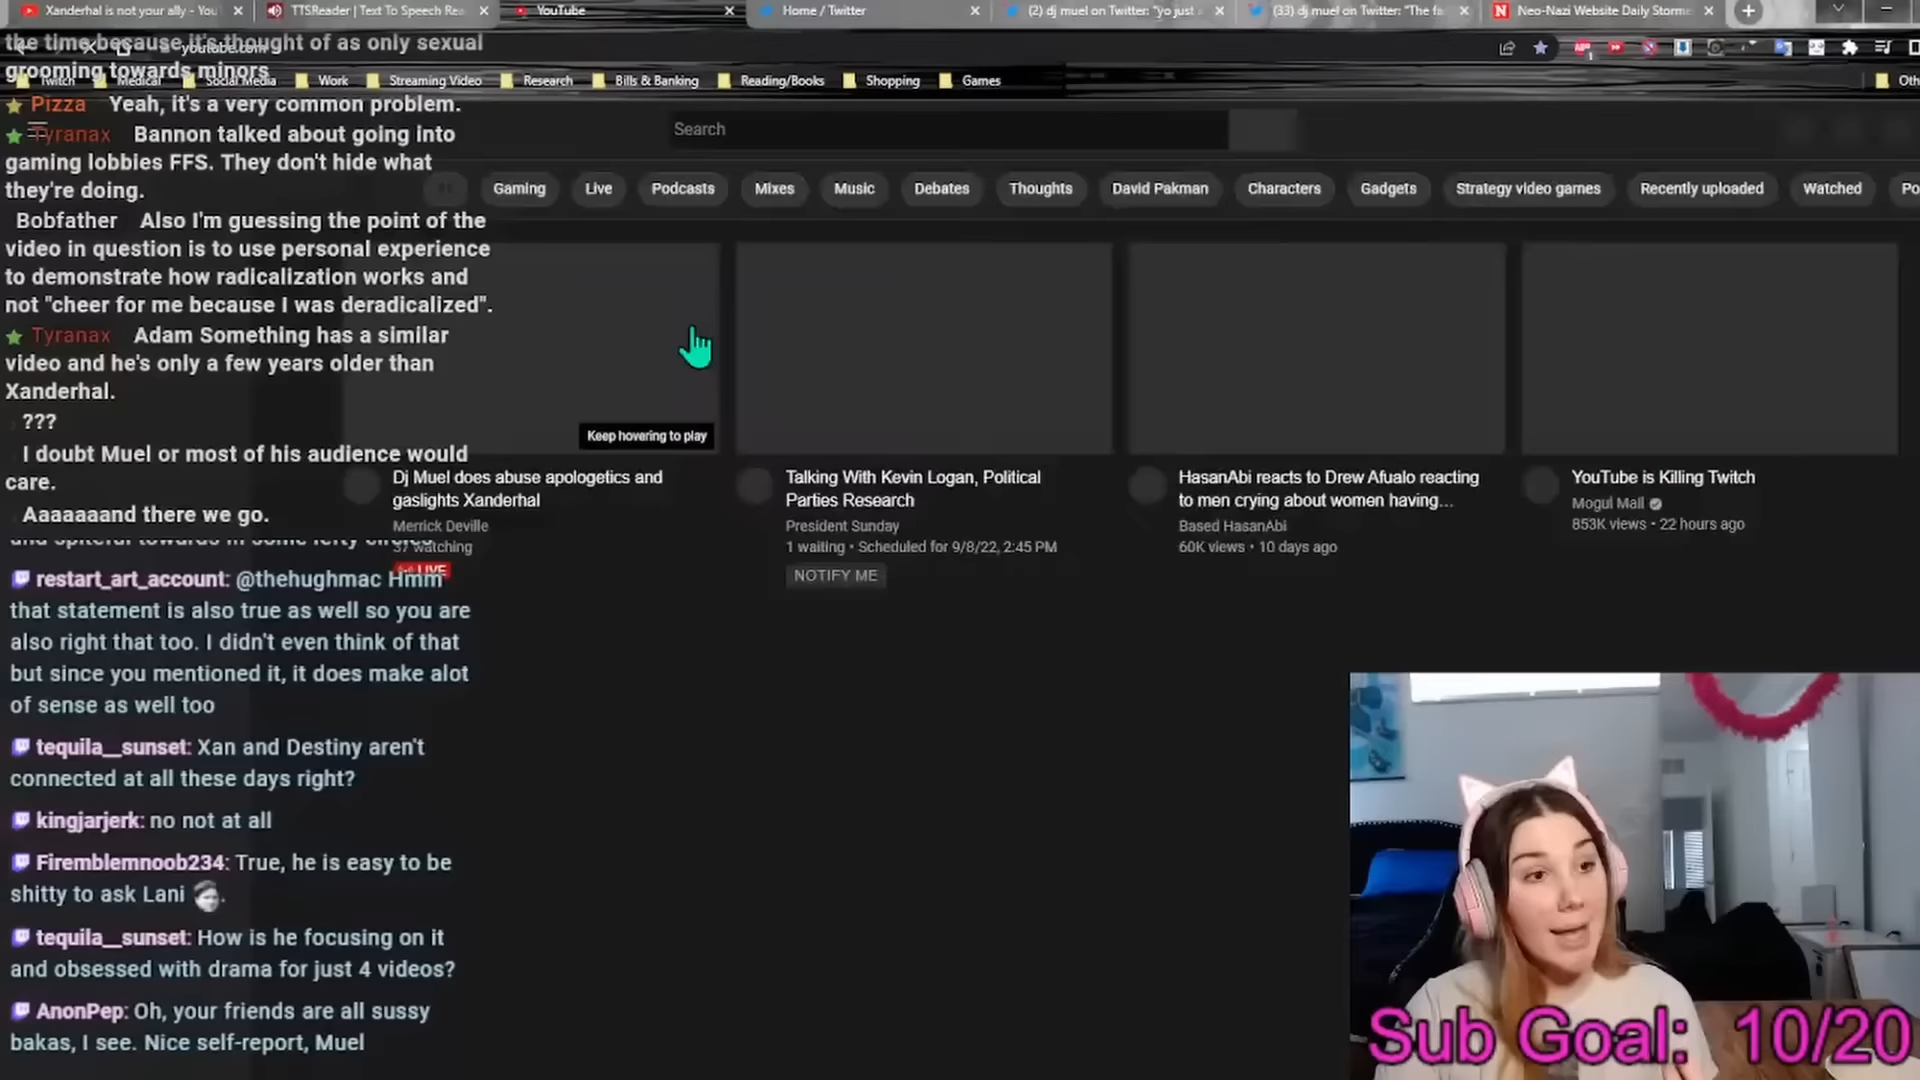 Xanderhal is not your ally - You
TTSReader | Text To Speech Rea
YouTube
Home / Twitter
(2) dj muel on Twitter: "yo just
(33) dj muel on Twitter: "The fa
Neo-Nazi Website Daily Storme
youtube.com
Twitch
Medical
Social Media
Work
Streaming Video
Research
Bills & Banking
Reading/Books
Shopping
Games
Oth
the time because it's thought of as only sexual
grooming towards minors
Pizza Yeah, it's a very common problem.
Tyranax Bannon talked about going into
gaming lobbies FFS. They don't hide what
they're doing.
Bobfather Also I'm guessing the point of the
video in question is to use personal experience
to demonstrate how radicalization works and
not "cheer for me because I was deradicalized".
Tyranax Adam Something has a similar
video and he's only a few years older than
Xanderhal.
???
I doubt Muel or most of his audience would
care.
Aaaaaaand there we go.
and spiteful towards in some lefty circles
restart_art_account: @thehughmac Hmm
that statement is also true as well so you are
also right that too. I didn't even think of that
but since you mentioned it, it does make alot
of sense as well too
tequila__sunset: Xan and Destiny aren't
connected at all these days right?
kingjarjerk: no not at all
Firemblemnoob234: True, he is easy to be
shitty to ask Lani .
tequila__sunset: How is he focusing on it
and obsessed with drama for just 4 videos?
AnonPep: Oh, your friends are all sussy
bakas, I see. Nice self-report, Muel
Search
Gaming
Live
Podcasts
Mixes
Music
Debates
Thoughts
David Pakman
Characters
Gadgets
Strategy video games
Recently uploaded
Watched
Po
Keep hovering to play
Dj Muel does abuse apologetics and
gaslights Xanderhal
Merrick Deville
37 watching
LIVE
Talking With Kevin Logan, Political
Parties Research
President Sunday
1 waiting • Scheduled for 9/8/22, 2:45 PM
NOTIFY ME
HasanAbi reacts to Drew Afualo reacting
to men crying about women having...
Based HasanAbi
60K views • 10 days ago
YouTube is Killing Twitch
Mogul Mail
853K views • 22 hours ago
Sub Goal: 10/20